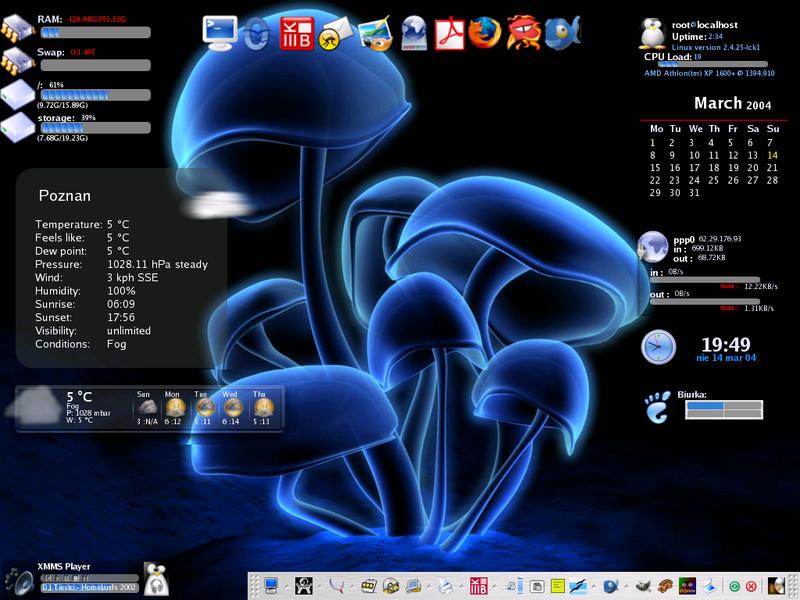 RAM: 129.04G/755.53G
Swap: 0/1.49T
/: 61%
(9.72G/15.89G)
storage: 39%
(7.68G/19.23G)
Poznan
Temperature: 5 °C
Feels like: 5 °C
Dew point: 5 °C
Pressure: 1028.11 hPa steady
Wind: 3 kph SSE
Humidity: 100%
Sunrise: 06:09
Sunset: 17:56
Visibility: unlimited
Conditions: Fog
5 °C
Fog
P: 1028 mbar
W: 5 °C
Sun Mon Tue Wed Thu
3 :N/A 6 :12 5 :11 6 :14 5 :13
XMMS Player
DJ Tiesto - Homelands 2002
root@localhost
Uptime: 2:34
Linux version 2.4.25-lck1
CPU Load: 19
AMD Athlon(tm) XP 1600+ @ 1394.910
March 2004
Mo Tu We Th Fr Sa Su
1 2 3 4 5 6 7
8 9 10 11 12 13 14
15 16 17 18 19 20 21
22 23 24 25 26 27 28
29 30 31
ppp0 62.29.176.93
in : 699.12KB
out : 68.72KB
in : 0B/s
max : 12.22KB/s
out : 0B/s
max : 1.31KB/s
19:49
nie 14 mar 04
Biurka: